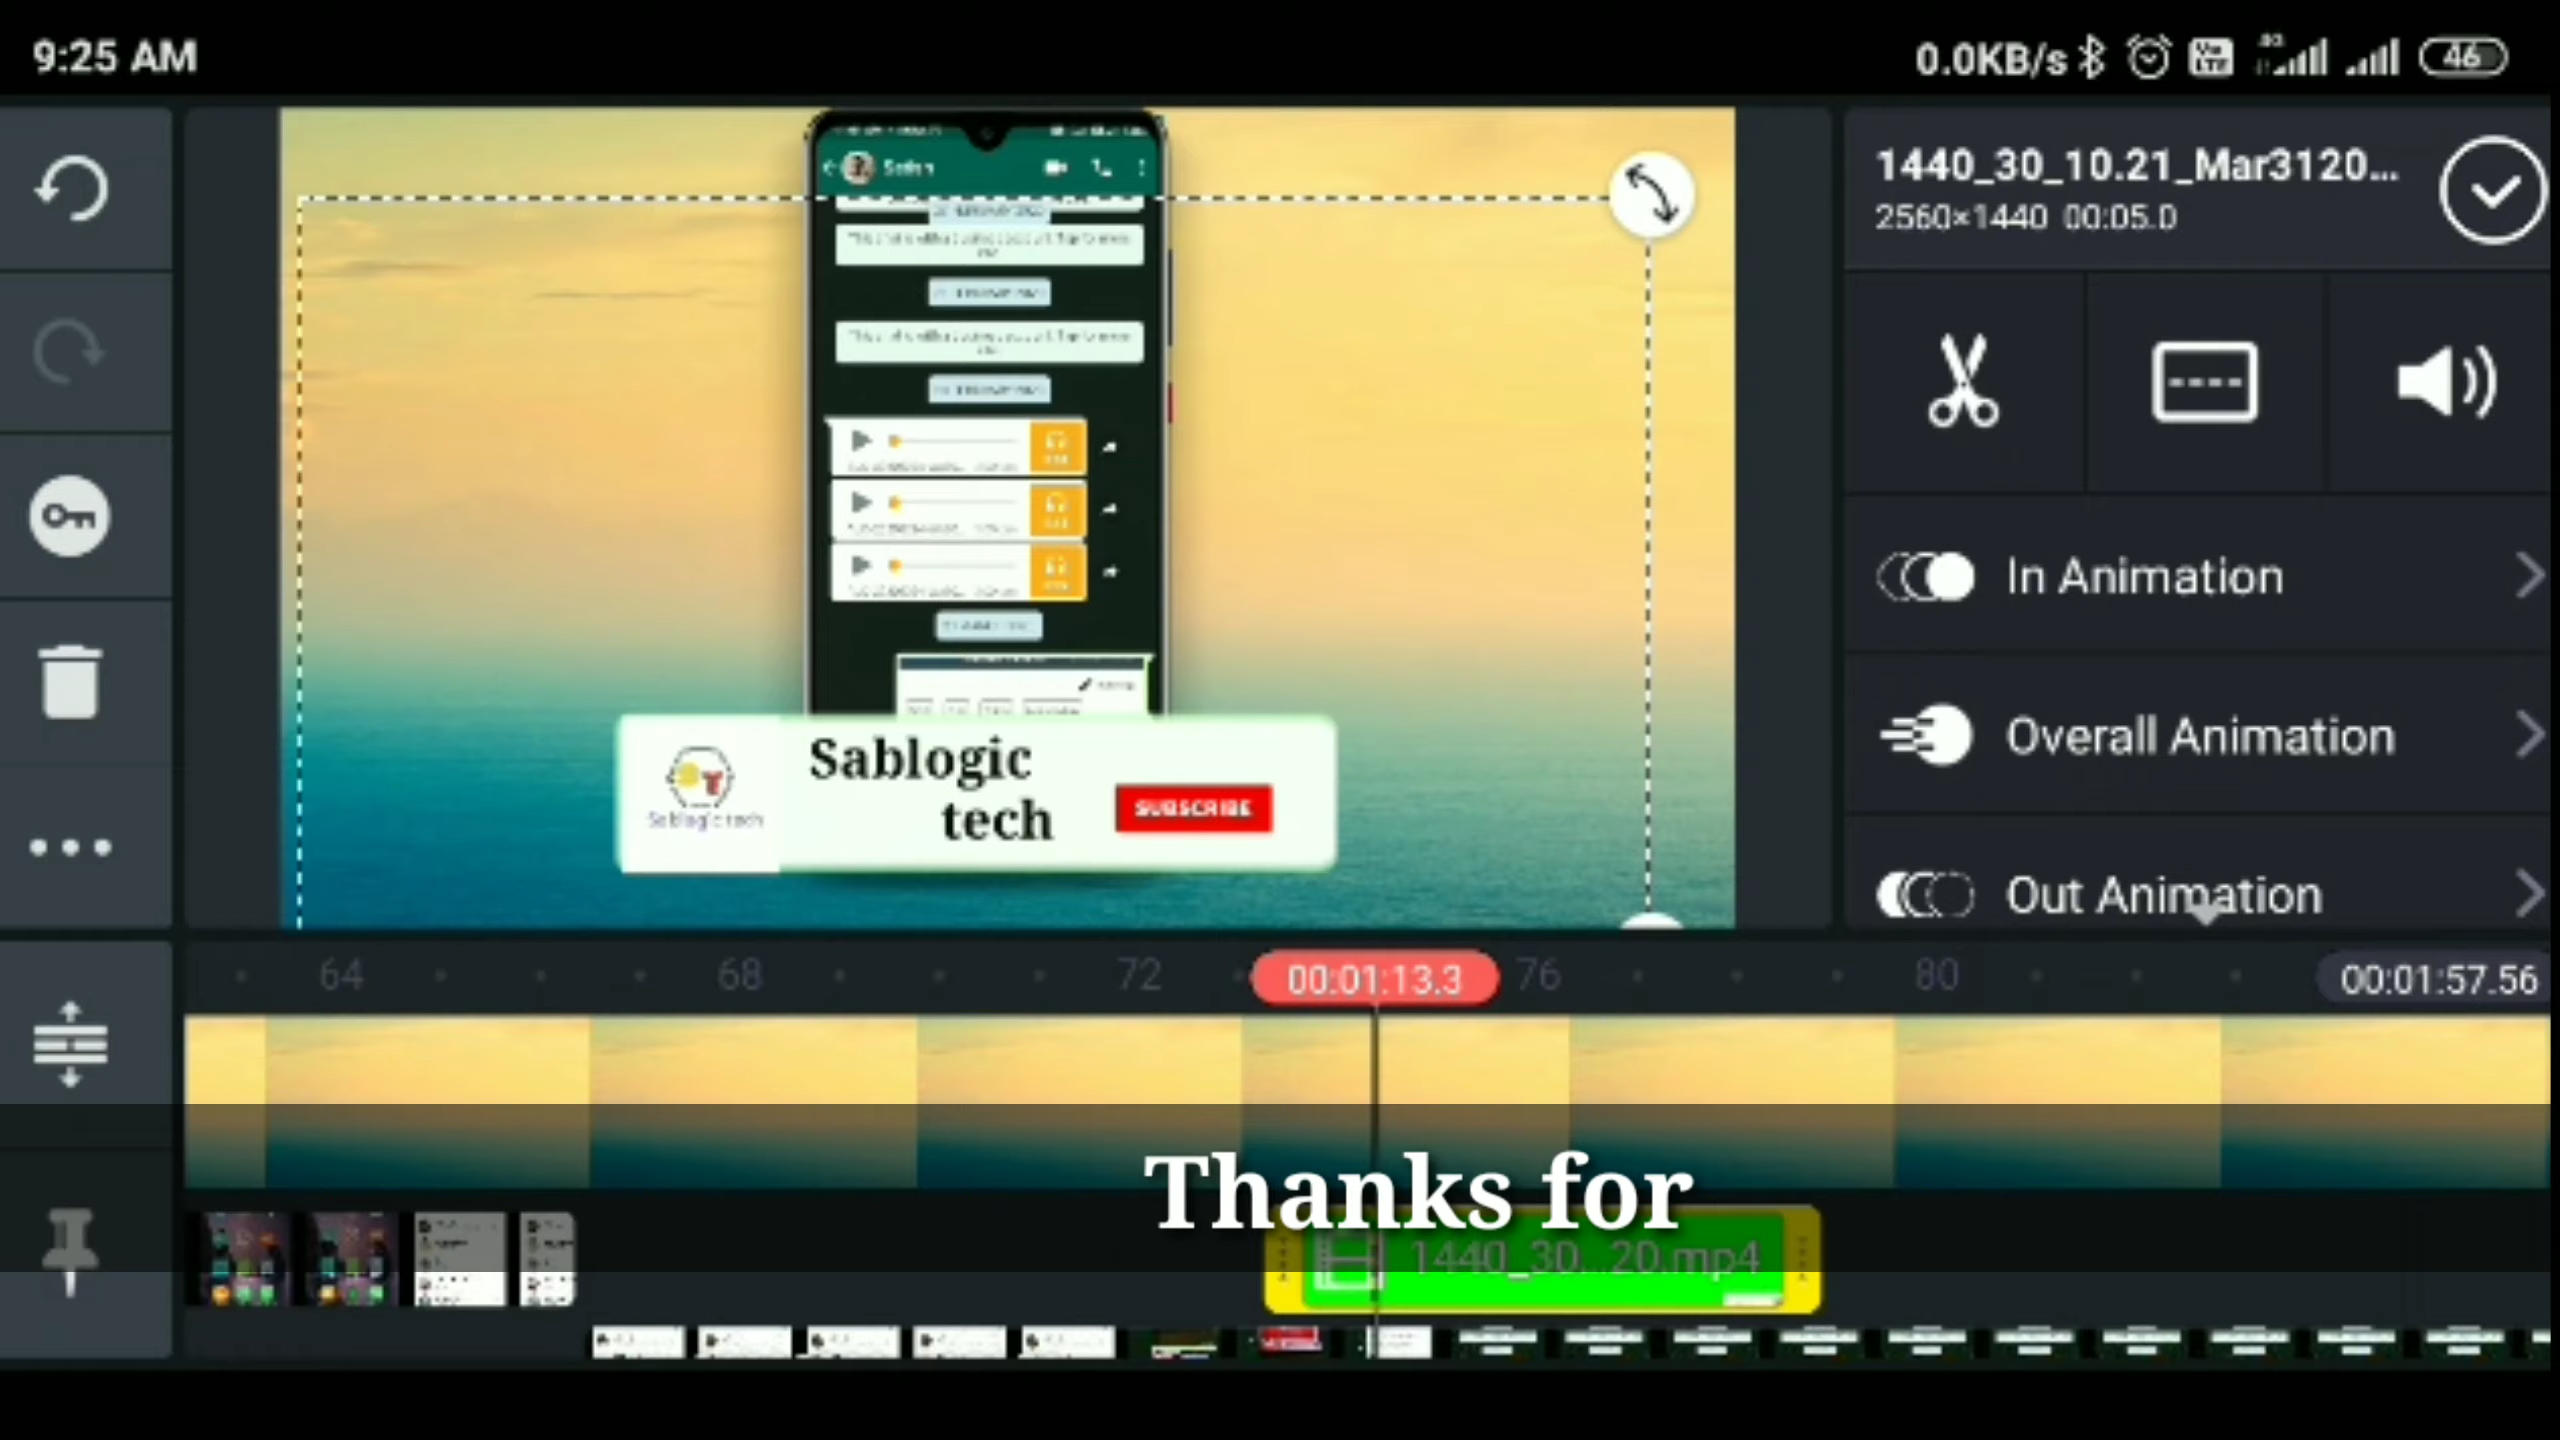 9:25 AM
0.0KB/s
46
1440_30_10.21_Mar3120...
2560×1440 00:05.0
In Animation
Overall Animation
Out Animation
Sablogic
tech
Sablogic tech
SUBSCRIBE
64
68
72
00:01:13.3
76
80
00:01:57.56
Thanks for
1440_30...20.mp4